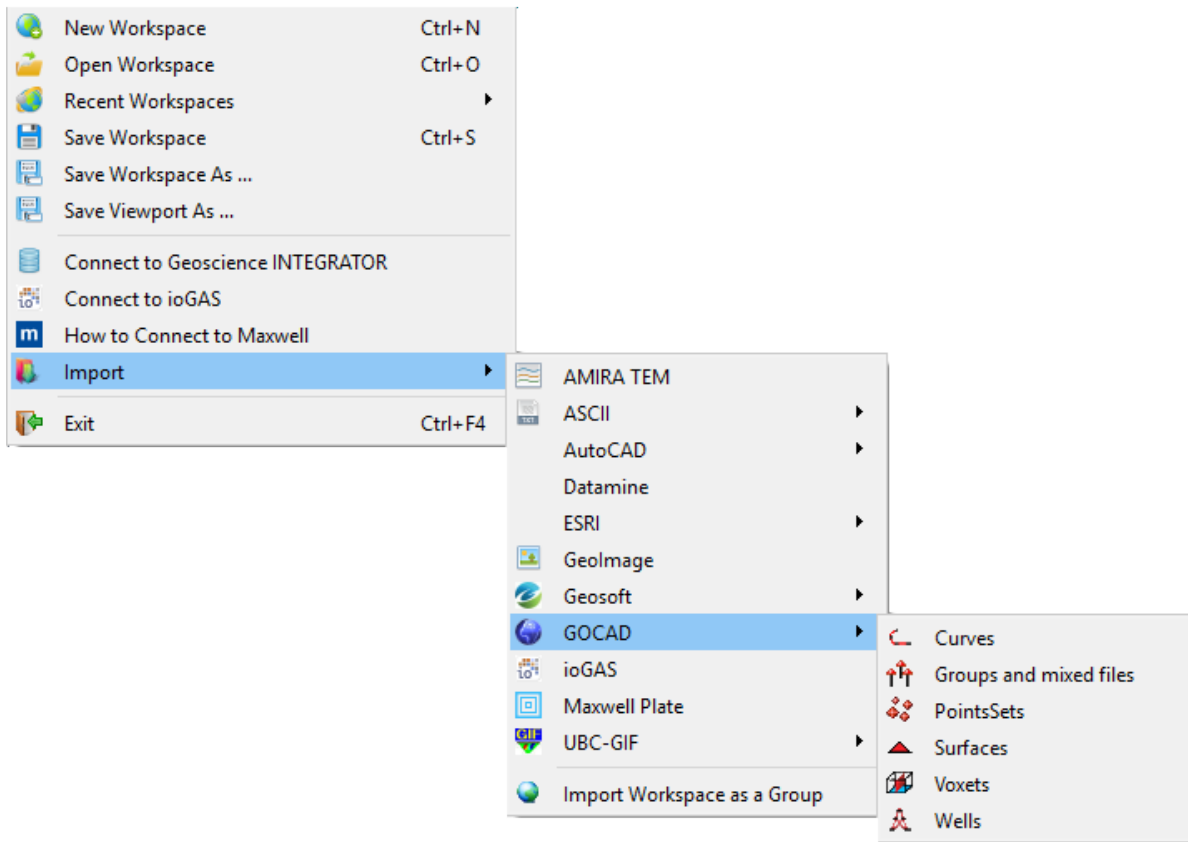 New Workspace Ctrl+N
Open Workspace Ctrl+O
Recent Workspaces
Save Workspace Ctrl+S
Save Workspace As ...
Save Viewport As ...
Connect to Geoscience INTEGRATOR
Connect to ioGAS
How to Connect to Maxwell
Import
Exit Ctrl+F4
AMIRA TEM
ASCII
AutoCAD
Datamine
ESRI
GeoImage
Geosoft
GOCAD
ioGAS
Maxwell Plate
UBC-GIF
Import Workspace as a Group
Curves
Groups and mixed files
PointsSets
Surfaces
Voxets
Wells